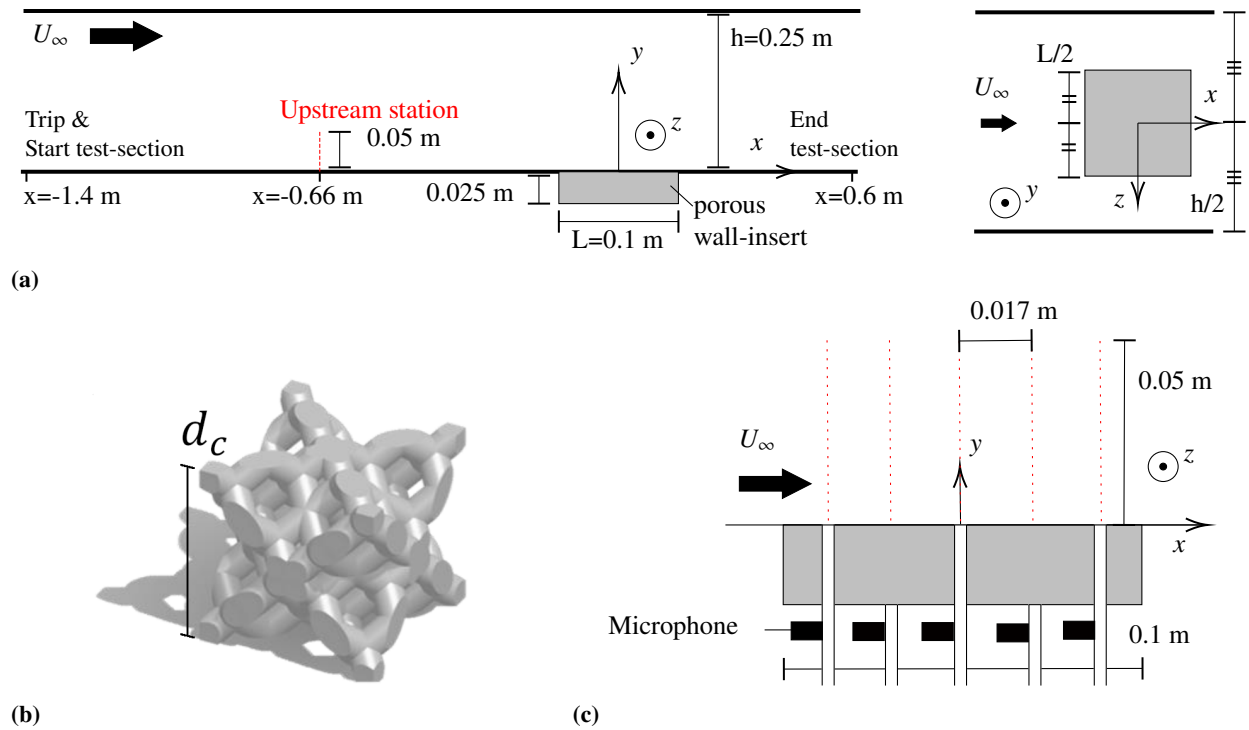 U∞
h=0.25 m
y
Upstream station
Trip &
Start test-section
0.05 m
z
x
End
test-section
x=-1.4 m
x=-0.66 m
0.025 m
L=0.1 m
porous
wall-insert
x=0.6 m
L/2
U∞
x
y
z
h/2
(a)
d_c
(b)
0.017 m
0.05 m
U∞
y
z
x
Microphone
0.1 m
(c)